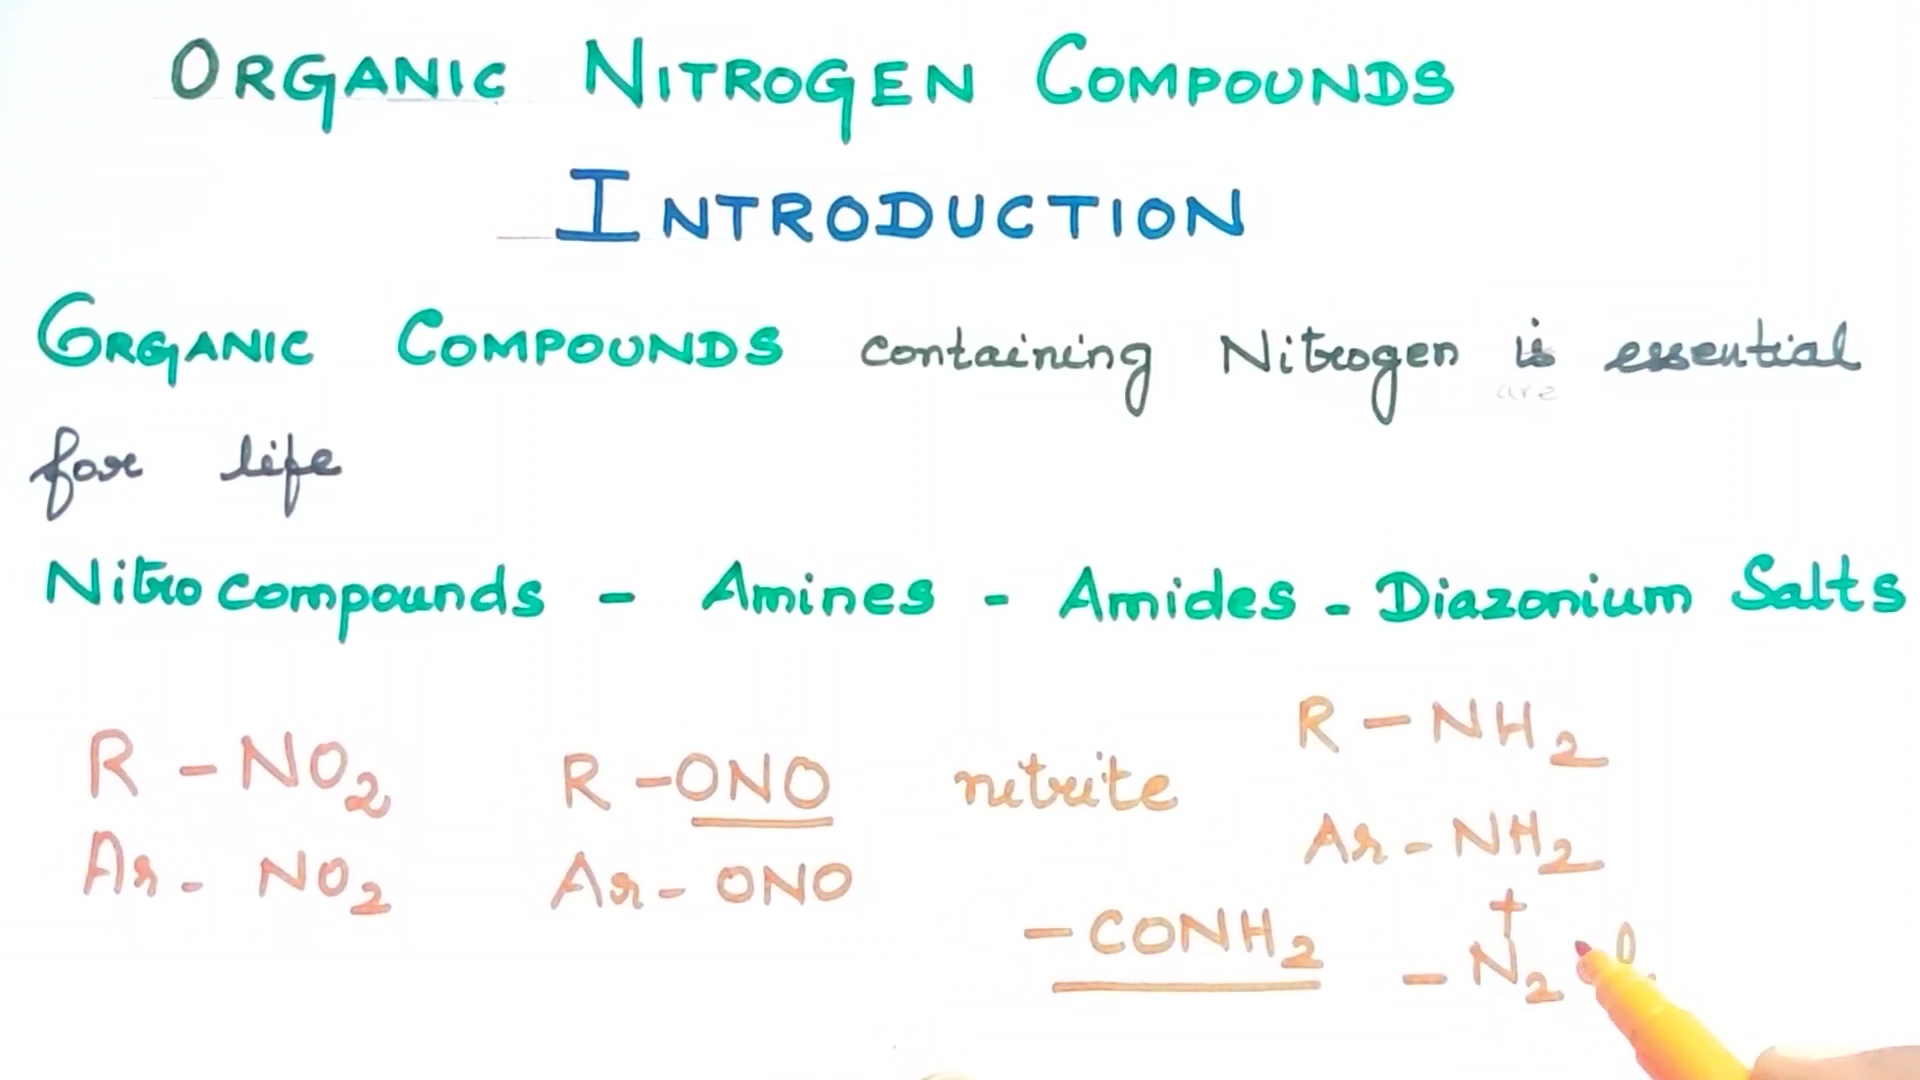 ORGANIC NITROGEN COMPOUNDS
INTRODUCTION
ORGANIC COMPOUNDS containing Nitrogen is essential
are
for life
Nitro compounds - Amines - Amides - Diazonium Salts
R - NO2 R - ONO nitrite R - NH2
Ar - NO2 Ar - ONO Ar - NH2
- CONH2 - N2+